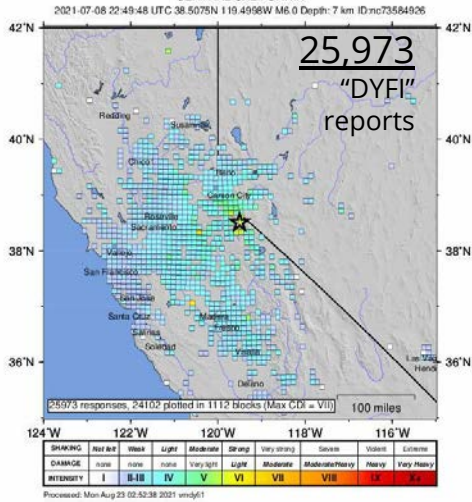 2021-07-08 22:49:48 UTC 38.5075N 119.4998W M6.0 Depth: 7 km ID:nc73584926
42°N
42°N
25,973
“DYFI”
reports
Redding
Susanville
40°N
40°N
Chico
Reno
Carson City
Roseville
Sacramento
38°N
38°N
Vallejo
San Francisco
San Jose
Santa Cruz
Madera
Salinas
Fresno
Soledad
Visalia
36°N
36°N
Las Veg
Hend
Delano
25973 responses, 24102 plotted in 1112 blocks (Max CDI = VII)
100 miles
124°W 122°W 120°W 118°W 116°W
SHAKING Not felt Weak Light Moderate Strong Very strong Severe Violent Extreme
DAMAGE none none none Very light Light Moderate Moderate/Heavy Heavy Very Heavy
INTENSITY I II-III IV V VI VII VIII IX X+
Processed: Mon Aug 23 02:52:38 2021 vmdyfi1